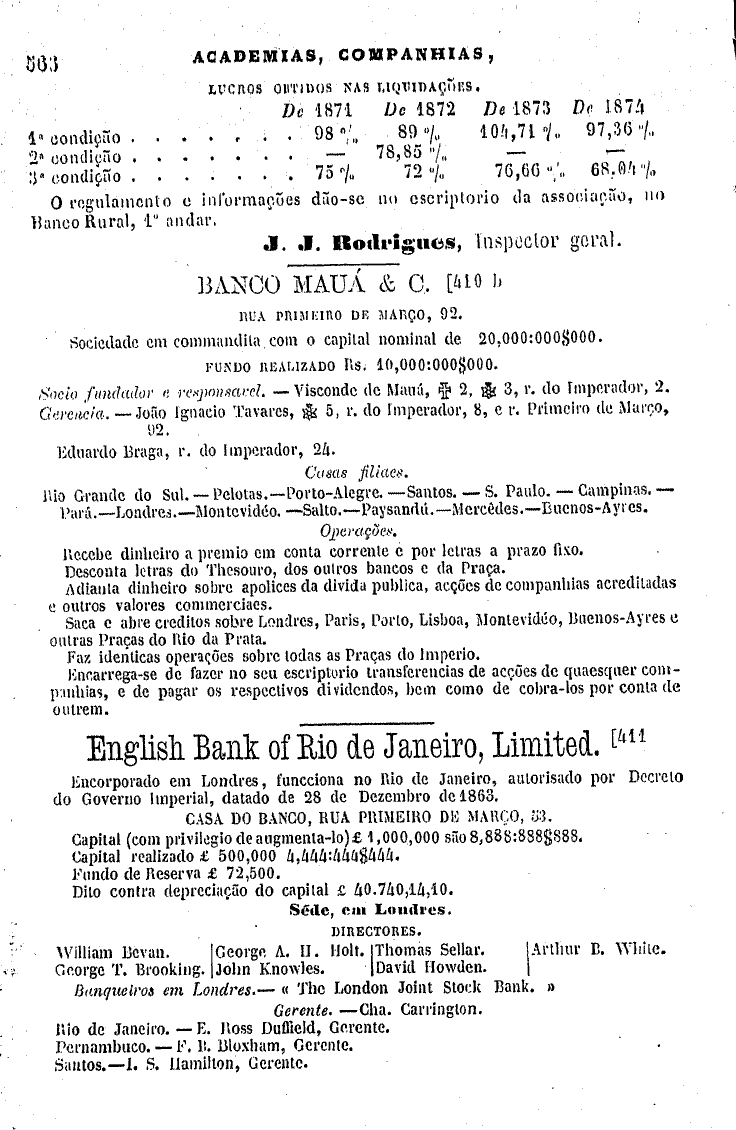 563 ACADEMIAS, COMPANHIAS,
LUCROS OBTIDOS NAS LIQUIDAÇÕES.
De 1871 De 1872 De 1873 De 1874
1ª condição . . . . . . . 98 % 89 % 104,71 % 97,36 %
2ª condição . . . . . . . — 78,85 % — —
3ª condição . . . . . . . 75 % 72 % 76,66 % 68,04 %
O regulamento e informações dão-se no escriptorio da associação, no
Banco Rural, 1º andar.
J. J. Rodrigues, Inspector geral.
BANCO MAUÁ & C. [410
RUA PRIMEIRO DE MARÇO, 92.
Sociedade em commandita com o capital nominal de 20,000:000$000.
FUNDO REALIZADO Rs. 10,000:000$000.
Socio fundador e responsavel. — Visconde de Mauá, 2, 3, r. do Imperador, 2.
Gerencia. — João Ignacio Tavares, 5, r. do Imperador, 8, e r. Primeiro de Março,
92.
Eduardo Braga, r. do Imperador, 24.
Casas filiaes.
Rio Grande do Sul. — Pelotas.—Porto-Alegre. —Santos. — S. Paulo. — Campinas. —
Pará.—Londres.—Montevidéo. —Salto.—Paysandú.—Mercêdes.—Buenos-Ayres.
Operações.
Recebe dinheiro a premio em conta corrente e por letras a prazo fixo.
Desconta letras do Thesouro, dos outros bancos e da Praça.
Adianta dinheiro sobre apolices da divida publica, acções de companhias acreditadas
e outros valores commerciaes.
Saca e abre creditos sobre Londres, Paris, Porto, Lisboa, Montevidéo, Buenos-Ayres e
outras Praças do Rio da Prata.
Faz identicas operações sobre todas as Praças do Imperio.
Encarrega-se de fazer no seu escriptorio transferencias de acções de quaesquer com-
panhias, e de pagar os respectivos dividendos, bem como de cobra-los por conta de
outrem.
English Bank of Rio de Janeiro, Limited. [411
Encorporado em Londres, funcciona no Rio de Janeiro, autorisado por Decreto
do Governo Imperial, datado de 28 de Dezembro de 1863.
CASA DO BANCO, RUA PRIMEIRO DE MARÇO, 53.
Capital (com privilegio de augmenta-lo) £ 1,000,000 são 8,888:888$888.
Capital realizado £ 500,000 4,444:444$444.
Fundo de Reserva £ 72,500.
Dito contra depreciação do capital £ 40.740,14,10.
Séde, em Londres.
DIRECTORES.
William Bevan. George A. H. Holt. Thomas Sellar. Arthur B. White.
George T. Brooking. John Knowles. David Howden.
Banqueiros em Londres.— « The London Joint Stock Bank. »
Gerente. —Cha. Carrington.
Rio de Janeiro. — E. Ross Duffield, Gerente.
Pernambuco. — F. B. Bloxham, Gerente.
Santos.—I. S. Hamilton, Gerente.